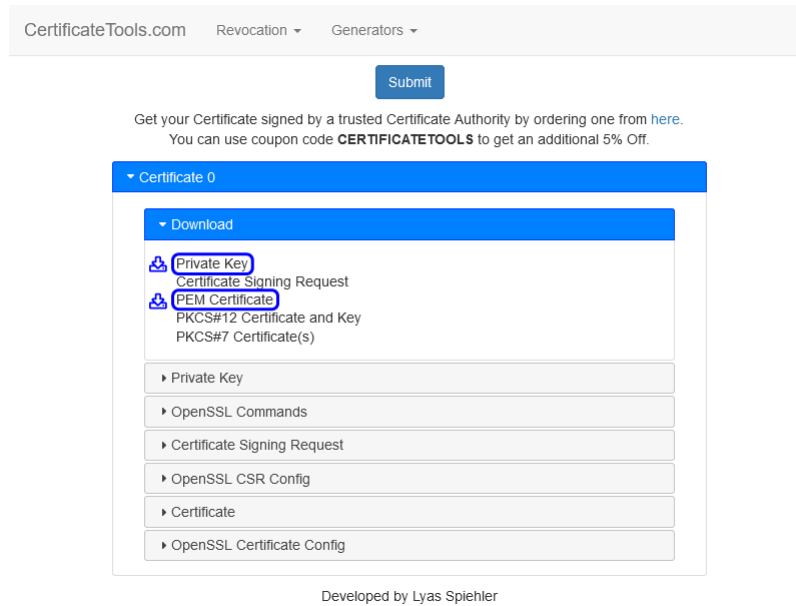 CertificateTools.com Revocation Generators
Submit
Get your Certificate signed by a trusted Certificate Authority by ordering one from here.
You can use coupon code CERTIFICATETOOLS to get an additional 5% Off.
Certificate 0
Download
Private Key
Certificate Signing Request
PEM Certificate
PKCS#12 Certificate and Key
PKCS#7 Certificate(s)
Private Key
OpenSSL Commands
Certificate Signing Request
OpenSSL CSR Config
Certificate
OpenSSL Certificate Config
Developed by Lyas Spiehler